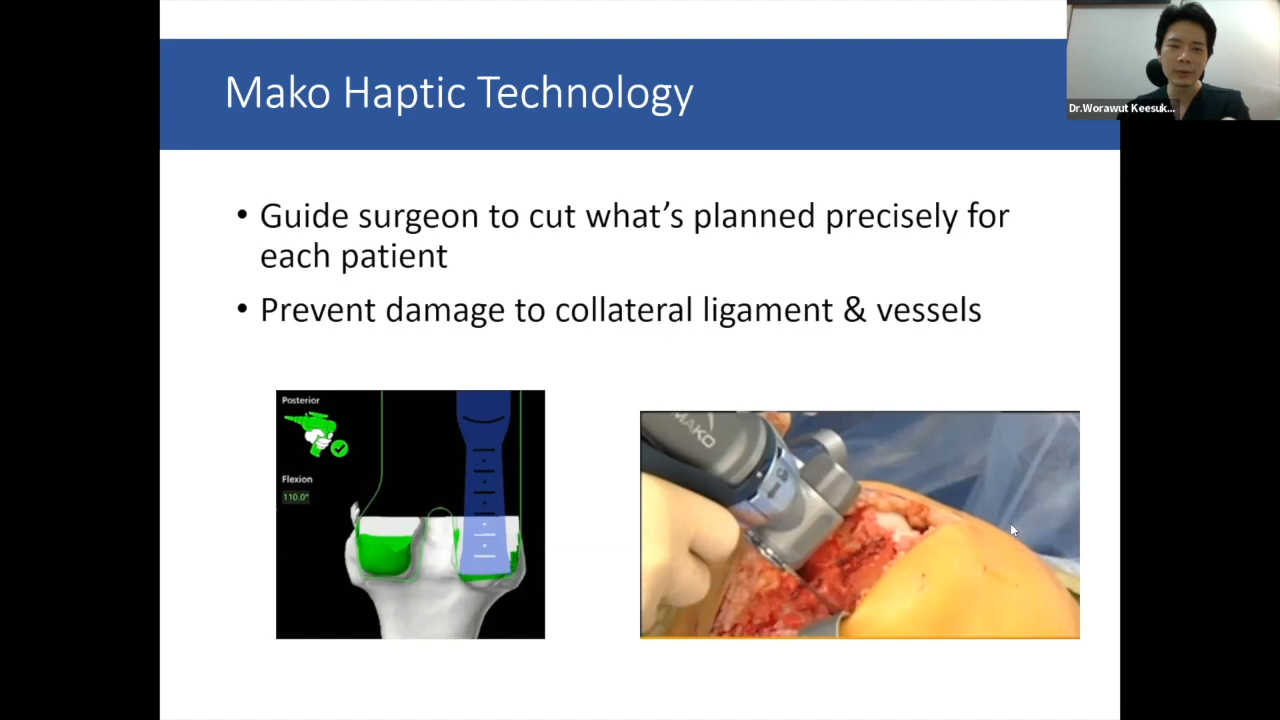 Mako Haptic Technology
Dr.Worawut Keesuk...
• Guide surgeon to cut what's planned precisely for
each patient
• Prevent damage to collateral ligament & vessels
Posterior
Flexion
110.0°
MAKO